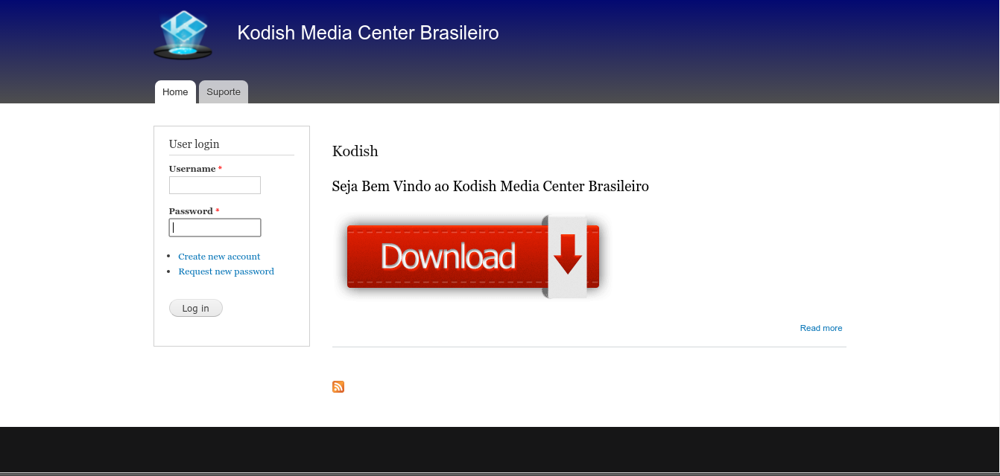 Kodish Media Center Brasileiro
Home
Suporte
User login
Username *
Password *
Create new account
Request new password
Log in
Kodish
Seja Bem Vindo ao Kodish Media Center Brasileiro
Download
Read more